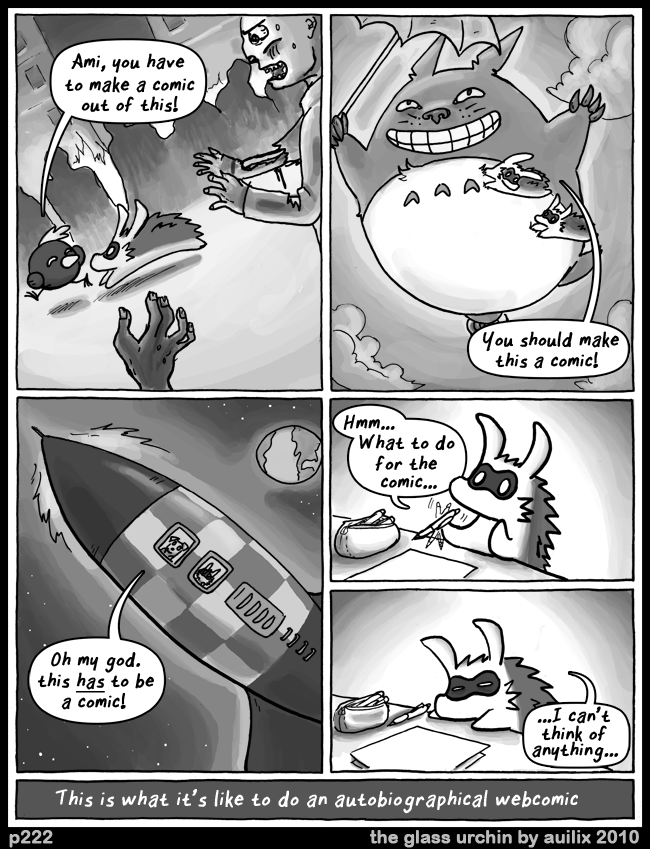 Ami, you have
to make a comic
out of this!
You should make
this a comic!
Oh my god.
this has to be
a comic!
Hmm...
What to do
for the
comic...
...I can't
think of
anything...
This is what it's like to do an autobiographical webcomic
p222
the glass urchin by auilix 2010